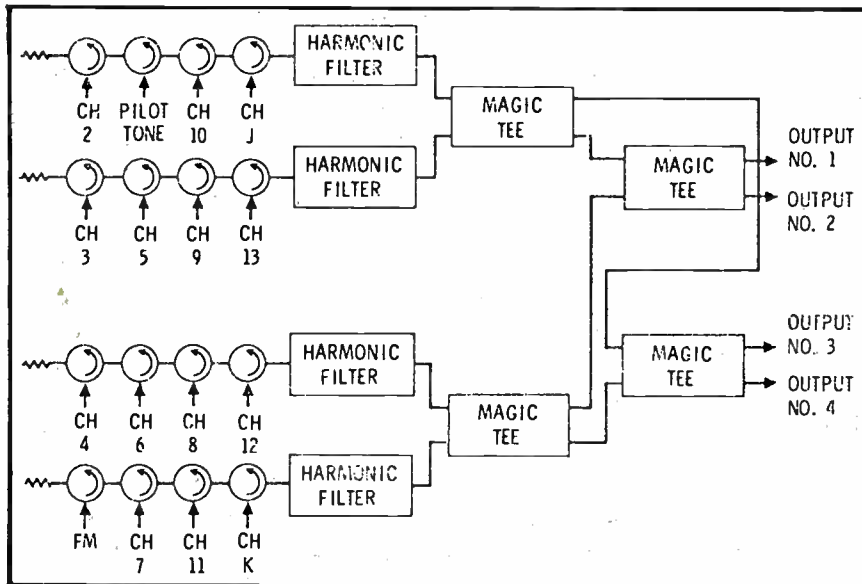 HARMONIC
FILTER
CH
2
PILOT
TONE
CH
10
CH
J
MAGIC
TEE
HARMONIC
FILTER
CH
3
CH
5
CH
9
CH
13
MAGIC
TEE
OUTPUT
NO. 1
OUTPUT
NO. 2
HARMONIC
FILTER
CH
4
CH
6
CH
8
CH
12
MAGIC
TEE
MAGIC
TEE
OUTPUT
NO. 3
OUTPUT
NO. 4
HARMONIC
FILTER
FM
CH
7
CH
11
CH
K